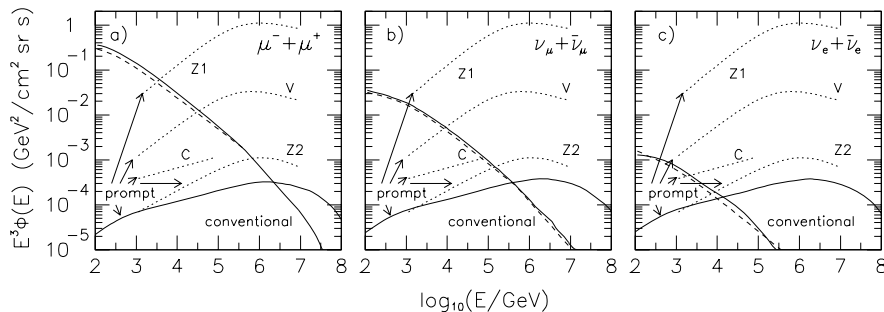 E³φ(E) (GeV²/cm² sr s)
1
10⁻¹
10⁻²
10⁻³
10⁻⁴
10⁻⁵
a) μ⁻+μ⁺
Z1
V
C
Z2
prompt
conventional
2 3 4 5 6 7 8
b) ν_μ+ν̄_μ
Z1
V
C
Z2
prompt
conventional
2 3 4 5 6 7 8
c) ν_e+ν̄_e
Z1
V
C
Z2
prompt
conventional
2 3 4 5 6 7 8
log₁₀(E/GeV)